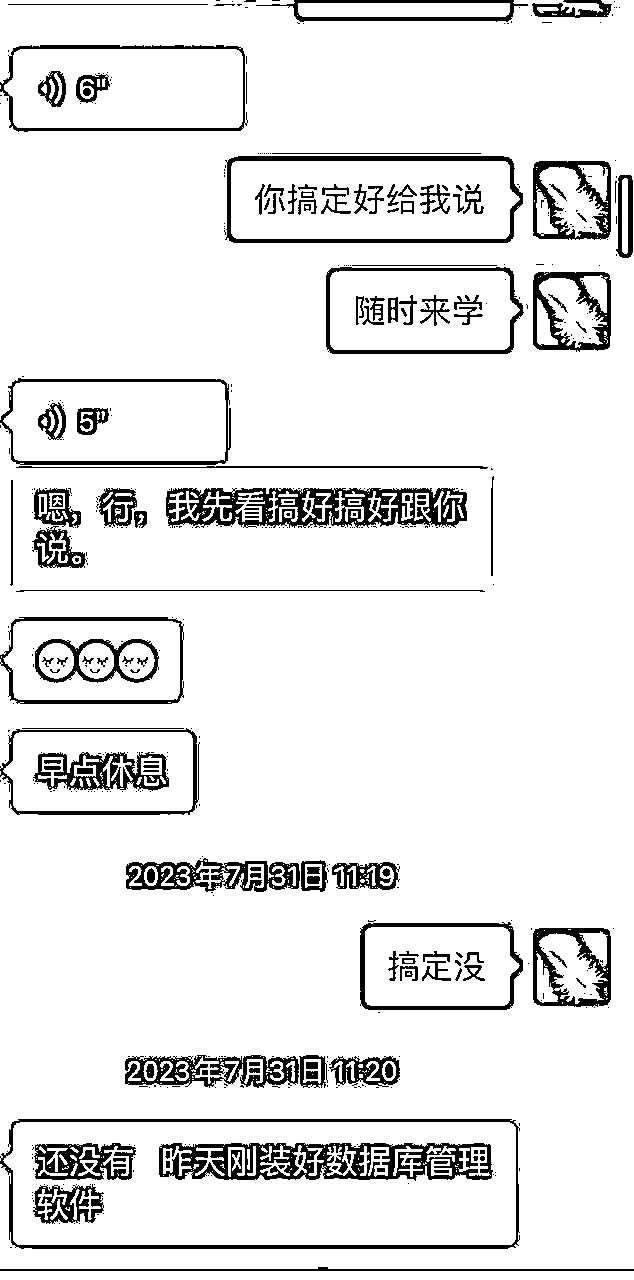 6"
你搞定好给我说
随时来学
5"
嗯，行，我先看搞好搞好跟你
说。
早点休息
2023年7月31日 11:19
搞定没
2023年7月31日 11:20
还没有 昨天刚装好数据库管理
软件